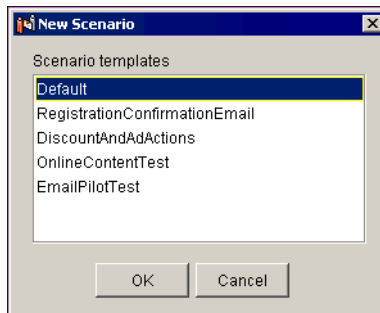 New Scenario
Scenario templates
Default
RegistrationConfirmationEmail
DiscountAndAdActions
OnlineContentTest
EmailPilotTest
OK Cancel